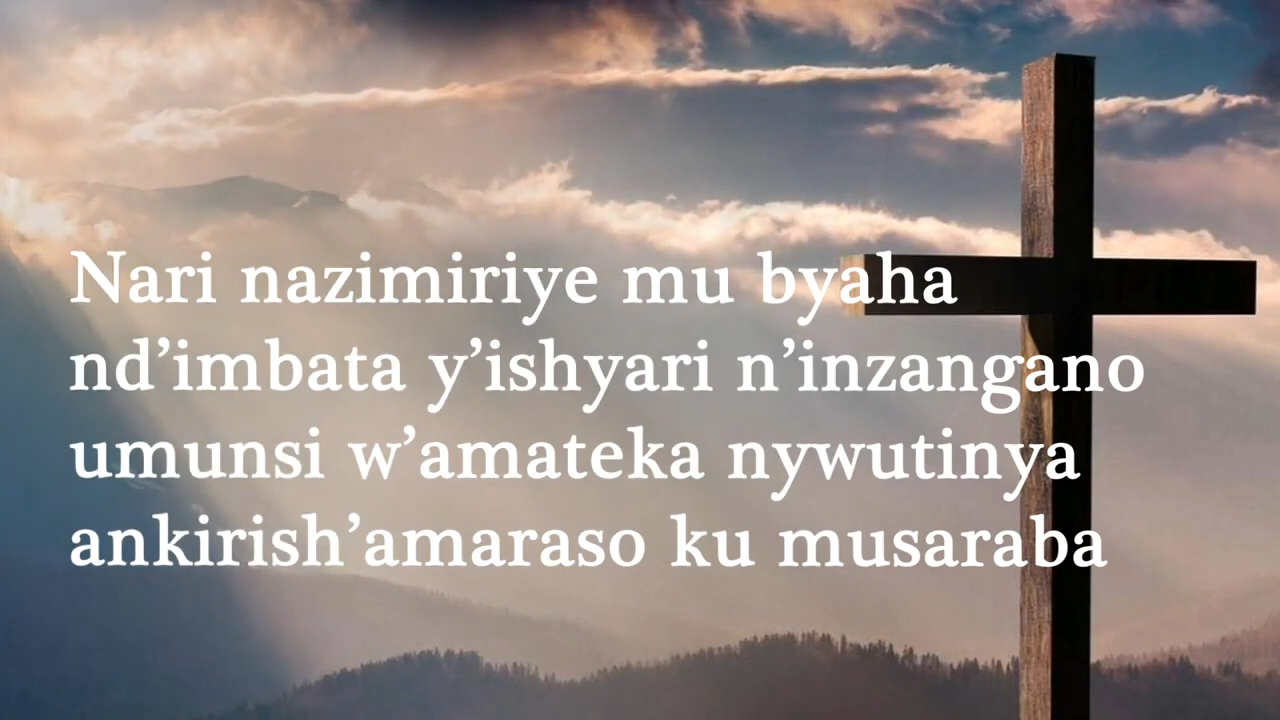 Nari nazimiriye mu byaha
nd’imbata y’ishyari n’inzangano
umunsi w’amateka nywutinya
ankirish’amaraso ku musaraba